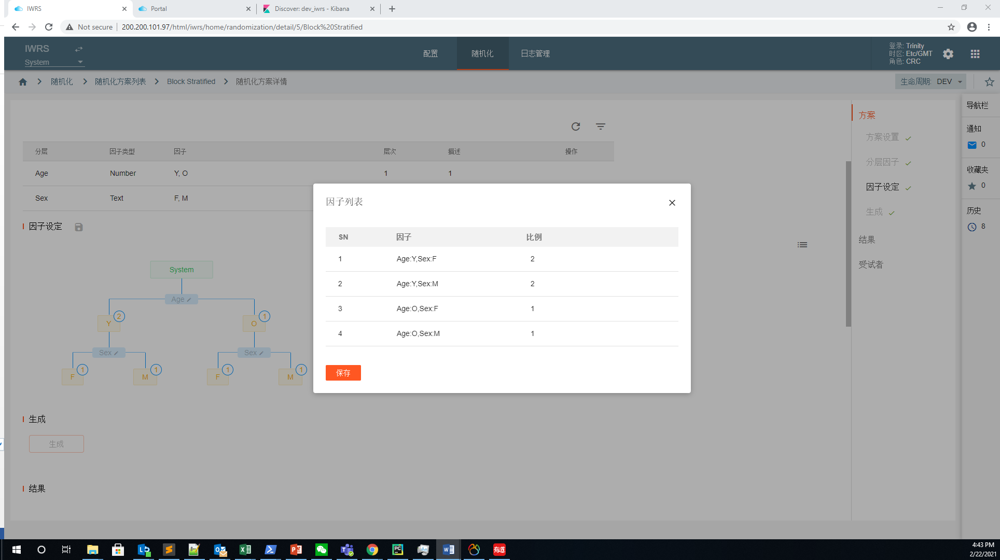 IWRS
Portal
Discover: dev_iwrs - Kibana
Not secure
200.200.101.97/html/iwrs/home/randomization/detail/5/Block%20Stratified
IWRS
System
配置
随机化
日志管理
登录: Trinity
时区: Etc/GMT
角色: CRC
随机化
随机化方案列表
Block Stratified
随机化方案详情
生命周期: DEV
分层 因子类型 因子 层次 描述 操作
Age Number Y, O 1 1
Sex Text F, M
因子设定
System
Age
Y 2
O 1
Sex
Sex
F 1
M 1
F 1
M 1
生成
生成
结果
因子列表
SN 因子 比例
1 Age:Y,Sex:F 2
2 Age:Y,Sex:M 2
3 Age:O,Sex:F 1
4 Age:O,Sex:M 1
保存
方案
方案设置
分层因子
因子设定
生成
结果
受试者
导航栏
通知
0
收藏夹
0
历史
8
4:43 PM
2/22/2021